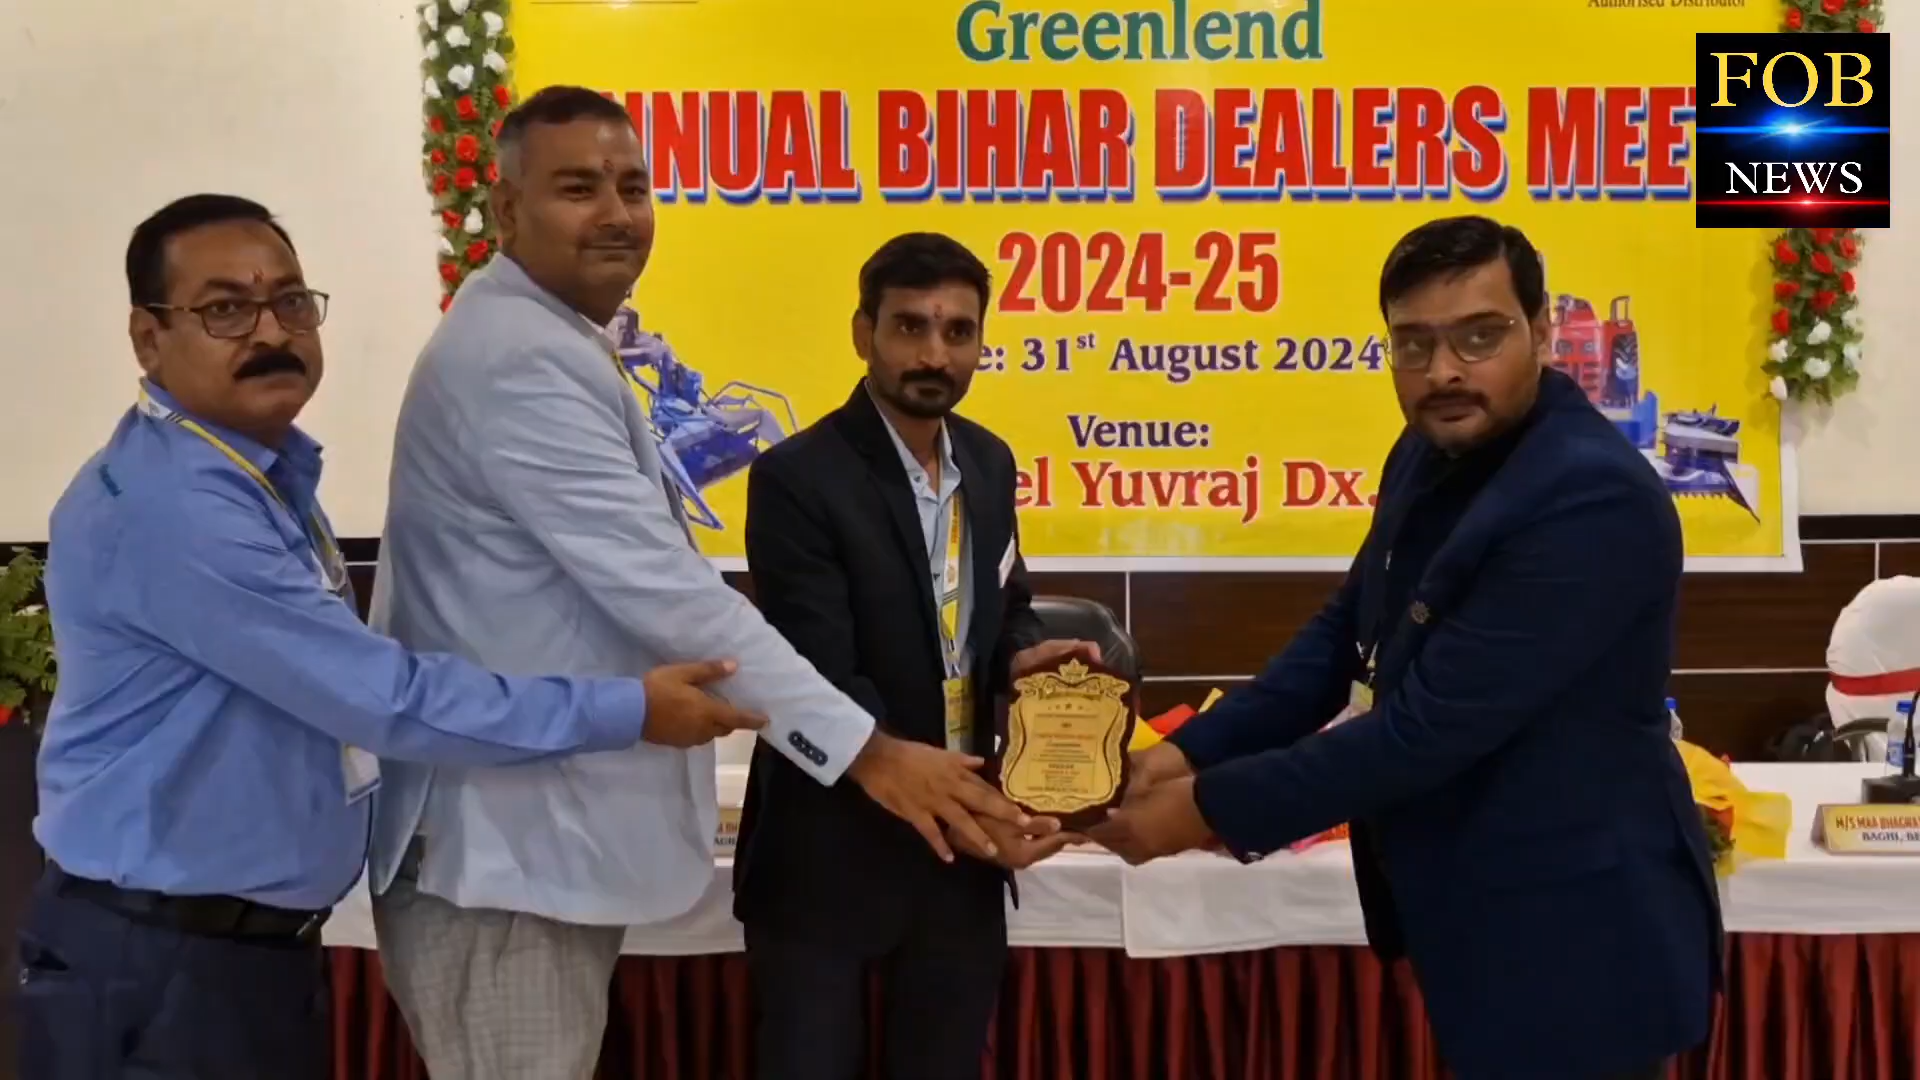 Authorised Distributor
Greenlend
NNUAL BIHAR DEALERS MEET
2024-25
e: 31st August 2024
Venue:
el Yuvraj Dx.
FOB
NEWS
M/S MAA BHAGWA
BAGHI, BE